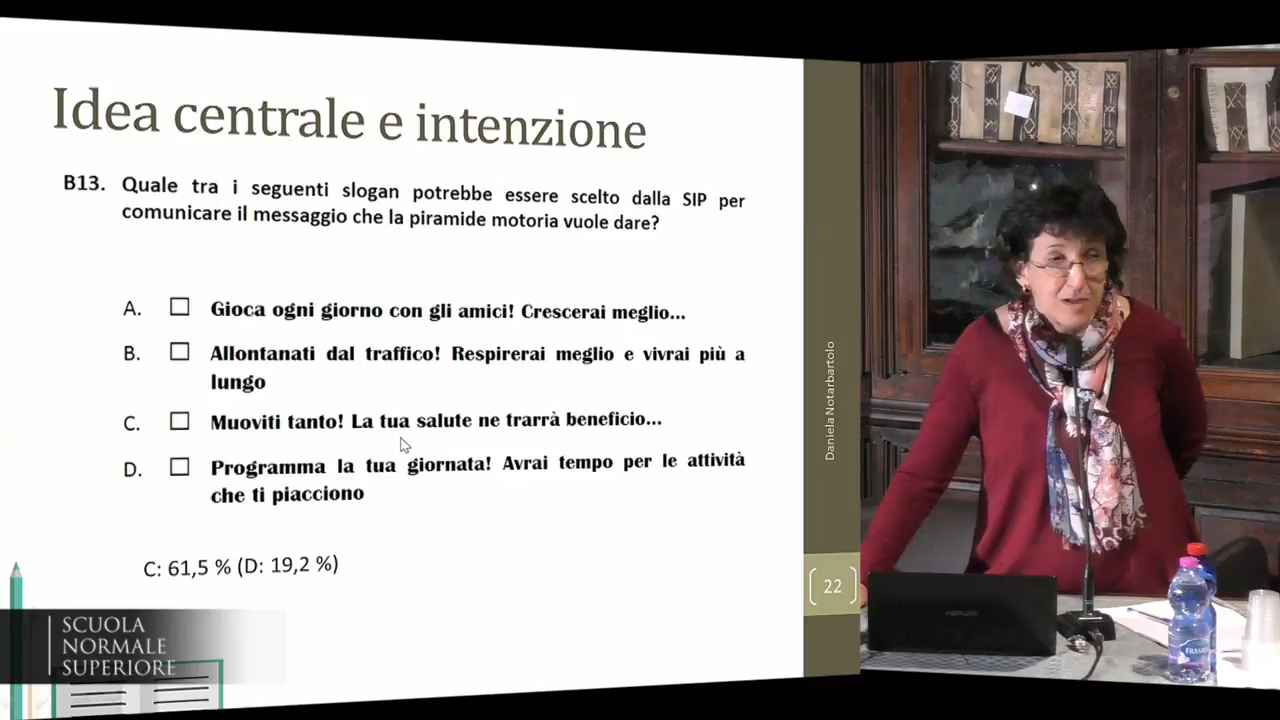 Idea centrale e intenzione
B13. Quale tra i seguenti slogan potrebbe essere scelto dalla SIP per
comunicare il messaggio che la piramide motoria vuole dare?
A. Gioca ogni giorno con gli amici! Crescerai meglio...
B. Allontanati dal traffico! Respirerai meglio e vivrai più a
lungo
C. Muoviti tanto! La tua salute ne trarrà beneficio...
D. Programma la tua giornata! Avrai tempo per le attività
che ti piacciono
C: 61,5 % (D: 19,2 %)
Daniela Notarbartolo
22
SCUOLA
NORMALE
SUPERIORE